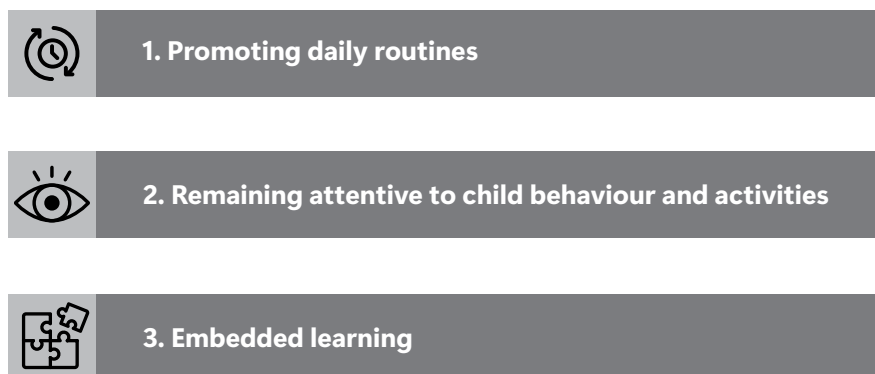 1. Promoting daily routines
2. Remaining attentive to child behaviour and activities
3. Embedded learning